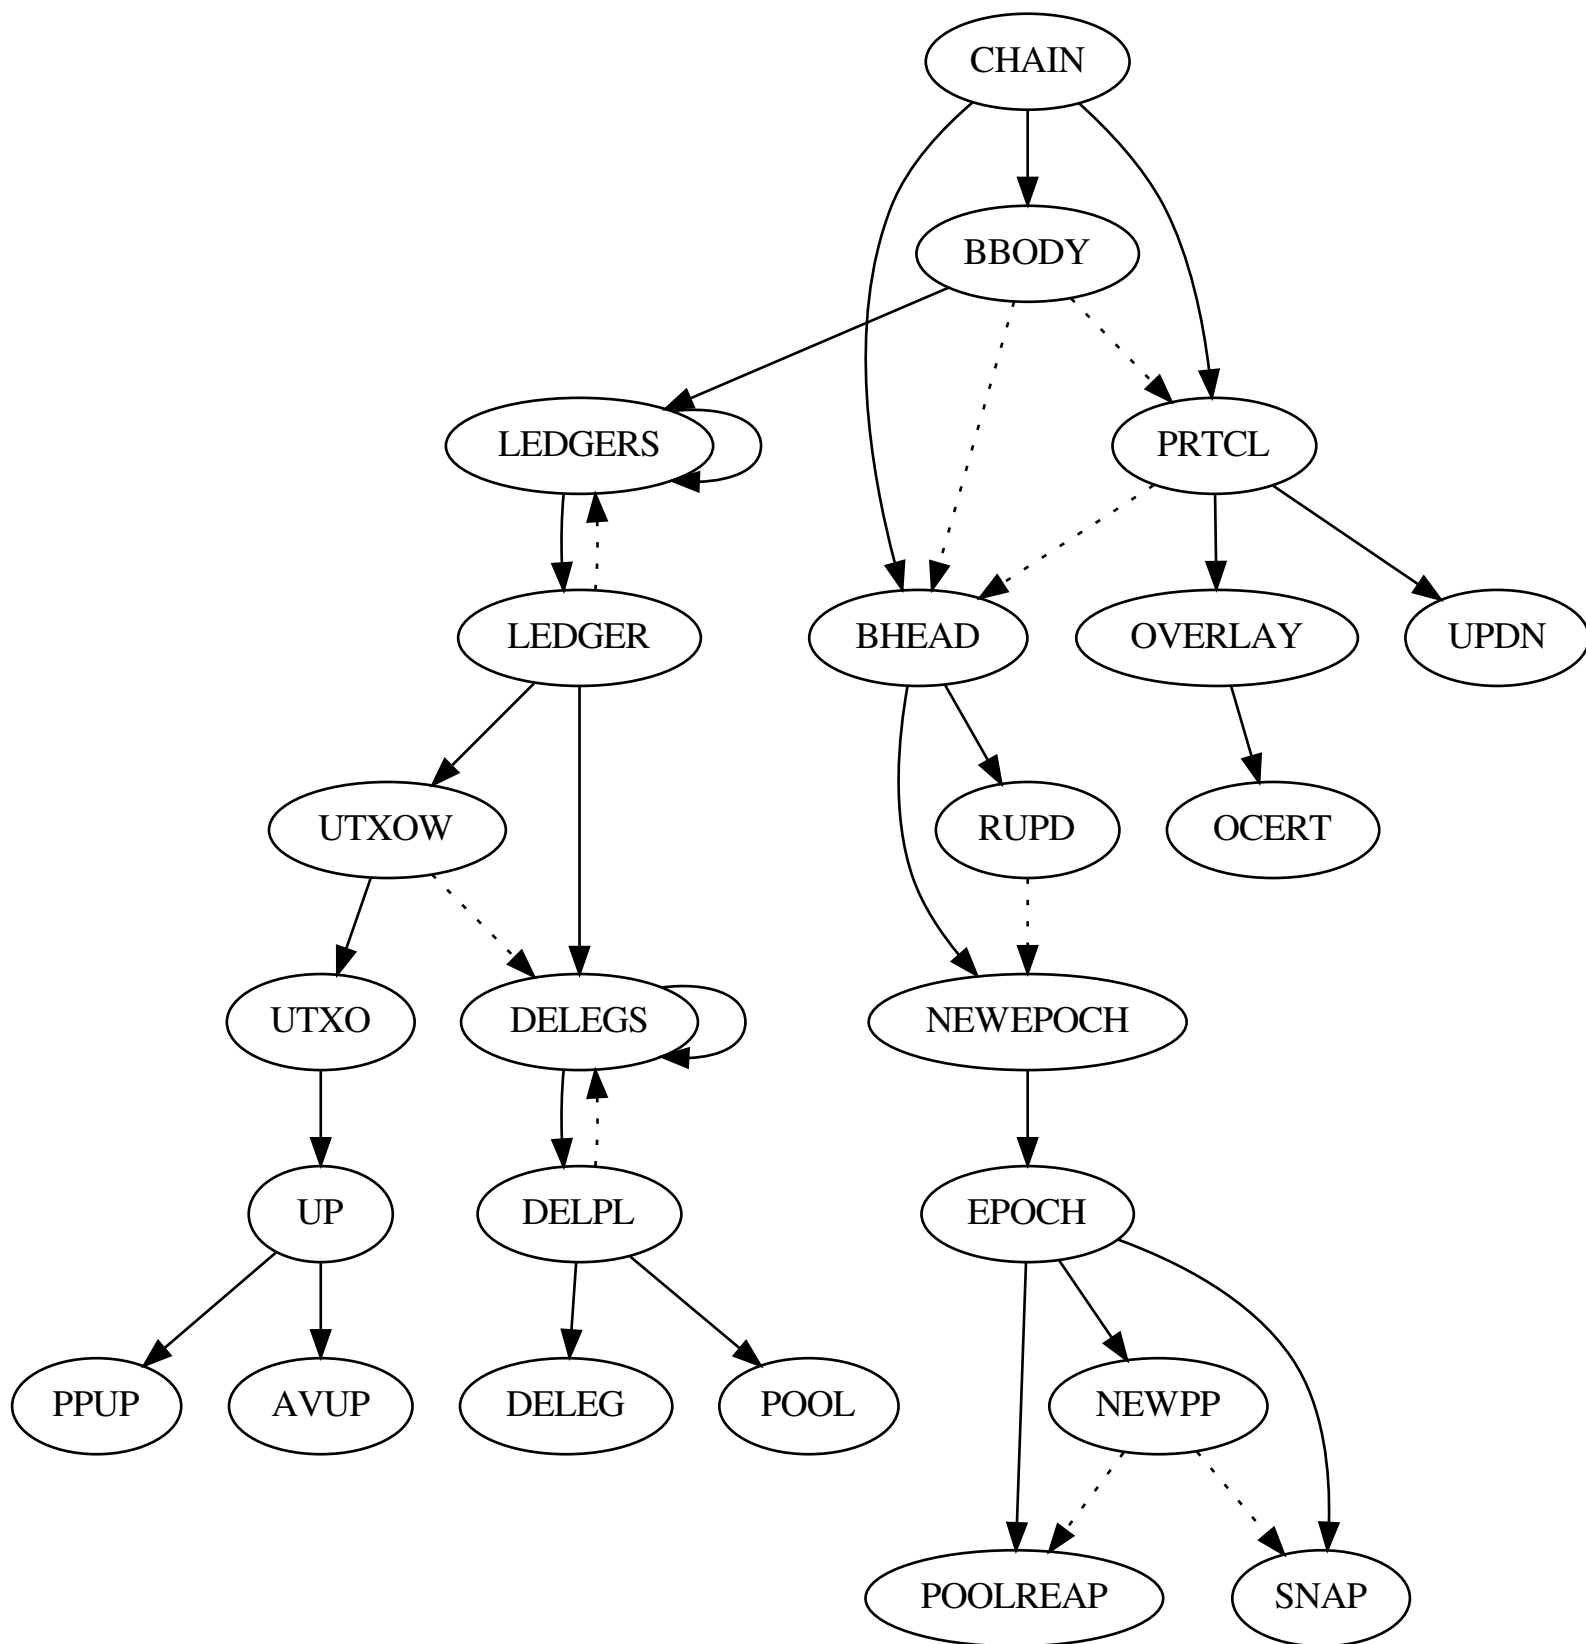 CHAIN
BBODY
LEDGERS
PRTCL
LEDGER
BHEAD
OVERLAY
UPDN
UTXOW
RUPD
OCERT
UTXO
DELEGS
NEWEPOCH
UP
DELPL
EPOCH
PPUP
AVUP
DELEG
POOL
NEWPP
POOLREAP
SNAP